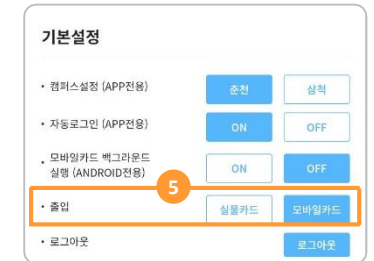 기본설정
• 캠퍼스설정 (APP전용) 춘천 삼척
• 자동로그인 (APP전용) ON OFF
• 모바일카드 백그라운드
실행 (ANDROID전용) ON OFF
5
• 출입 실물카드 모바일카드
• 로그아웃 로그아웃